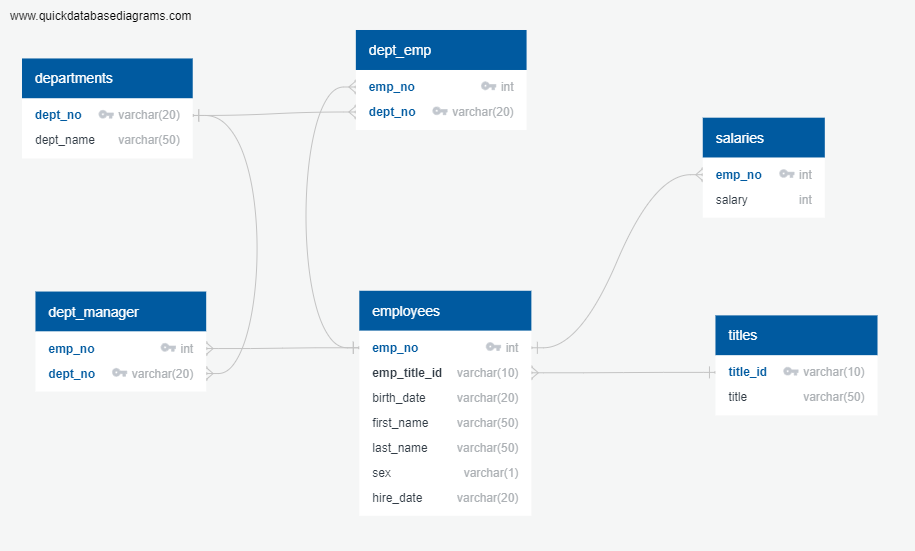 www.quickdatabasediagrams.com
departments
dept_no varchar(20)
dept_name varchar(50)
dept_emp
emp_no int
dept_no varchar(20)
salaries
emp_no int
salary int
dept_manager
emp_no int
dept_no varchar(20)
employees
emp_no int
emp_title_id varchar(10)
birth_date varchar(20)
first_name varchar(50)
last_name varchar(50)
sex varchar(1)
hire_date varchar(20)
titles
title_id varchar(10)
title varchar(50)